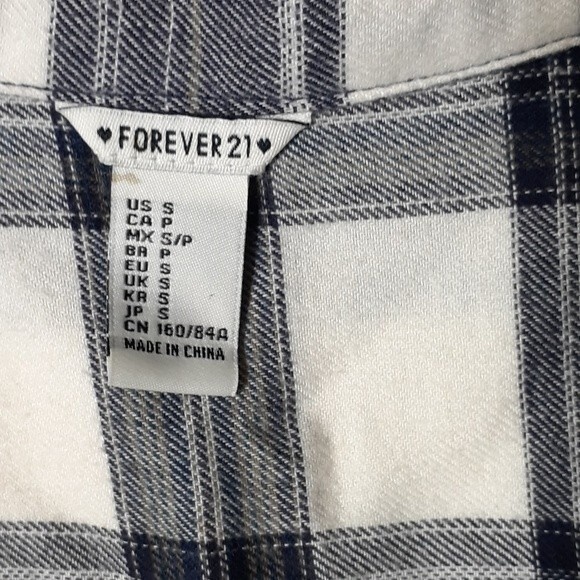 ♥FOREVER 21♥
US S
CA P
MX S/P
BR P
EU S
UK S
KR S
JP S
CN 160/84A
MADE IN CHINA